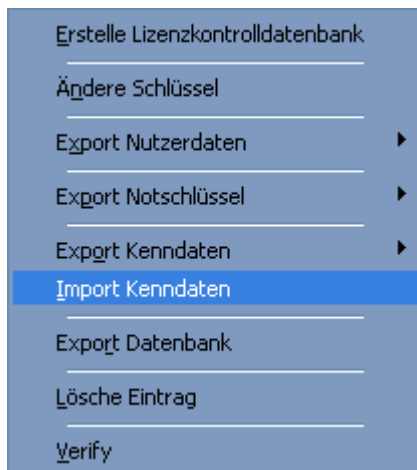 Erstelle Lizenzkontrolldatenbank
Ändere Schlüssel
Export Nutzerdaten
Export Notschlüssel
Export Kenndaten
Import Kenndaten
Export Datenbank
Lösche Eintrag
Verify